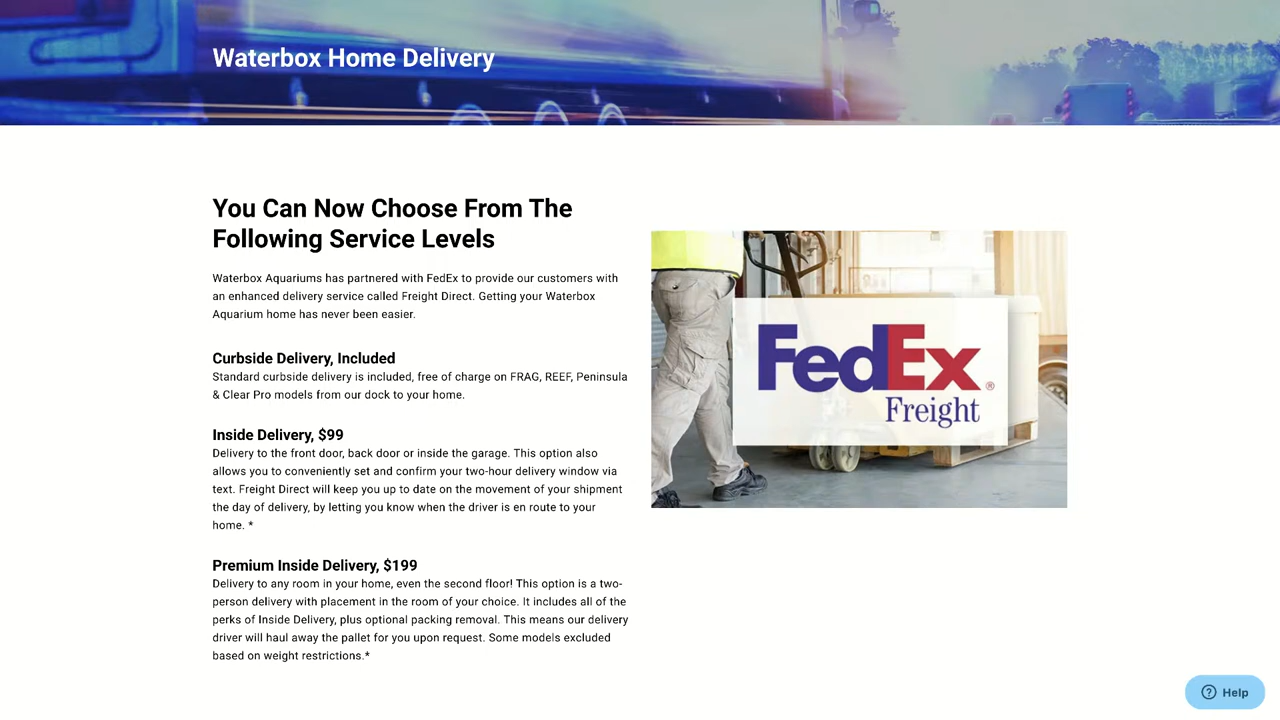 Waterbox Home Delivery
You Can Now Choose From The
Following Service Levels
Waterbox Aquariums has partnered with FedEx to provide our customers with
an enhanced delivery service called Freight Direct. Getting your Waterbox
Aquarium home has never been easier.
Curbside Delivery, Included
Standard curbside delivery is included, free of charge on FRAG, REEF, Peninsula
& Clear Pro models from our dock to your home.
Inside Delivery, $99
Delivery to the front door, back door or inside the garage. This option also
allows you to conveniently set and confirm your two-hour delivery window via
text. Freight Direct will keep you up to date on the movement of your shipment
the day of delivery, by letting you know when the driver is en route to your
home. *
Premium Inside Delivery, $199
Delivery to any room in your home, even the second floor! This option is a two-
person delivery with placement in the room of your choice. It includes all of the
perks of Inside Delivery, plus optional packing removal. This means our delivery
driver will haul away the pallet for you upon request. Some models excluded
based on weight restrictions.*
FedEx®
Freight
Help